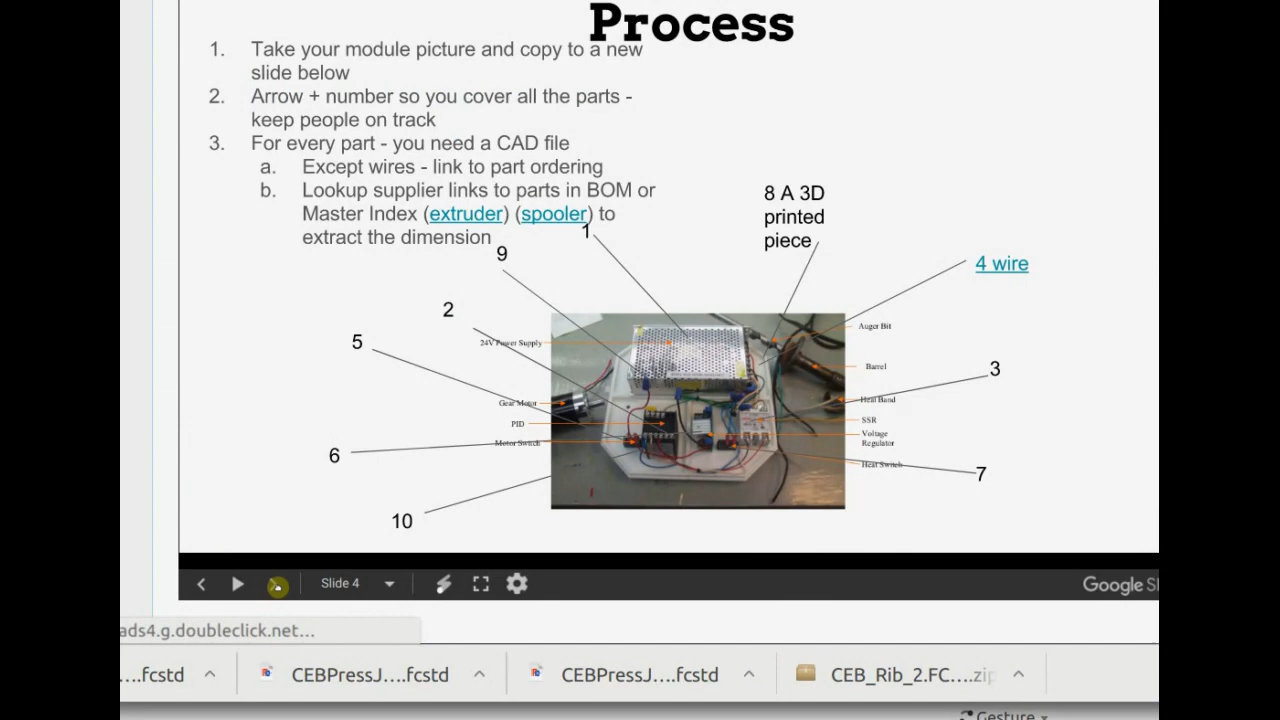 Process
1. Take your module picture and copy to a new
slide below
2. Arrow + number so you cover all the parts -
keep people on track
3. For every part - you need a CAD file
a. Except wires - link to part ordering
b. Lookup supplier links to parts in BOM or
Master Index (extruder) (spooler) to
extract the dimension
1
9
8 A 3D
printed
piece
4 wire
2
5
3
6
7
10
24V Power Supply
Gear Motor
PID
Motor Switch
Auger Bit
Barrel
Heat Band
SSR
Voltage
Regulator
Heat Switch
Slide 4
Google
ads4.g.doubleclick.net...
....fcstd
CEBPressJ....fcstd
CEBPressJ....fcstd
CEB_Rib_2.FC....zip
Gesture